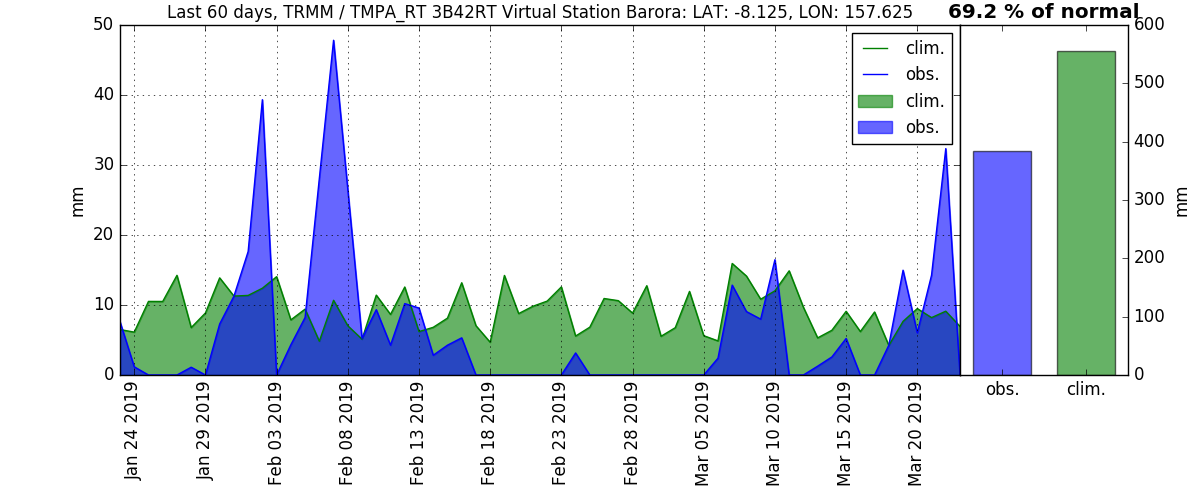 Last 60 days, TRMM / TMPA_RT 3B42RT Virtual Station Barora: LAT: -8.125, LON: 157.625
69.2 % of normal
50
40
30
20
10
0
mm
clim.
obs.
clim.
obs.
Jan 24 2019
Jan 29 2019
Feb 03 2019
Feb 08 2019
Feb 13 2019
Feb 18 2019
Feb 23 2019
Feb 28 2019
Mar 05 2019
Mar 10 2019
Mar 15 2019
Mar 20 2019
600
500
400
300
200
100
0
mm
obs.
clim.